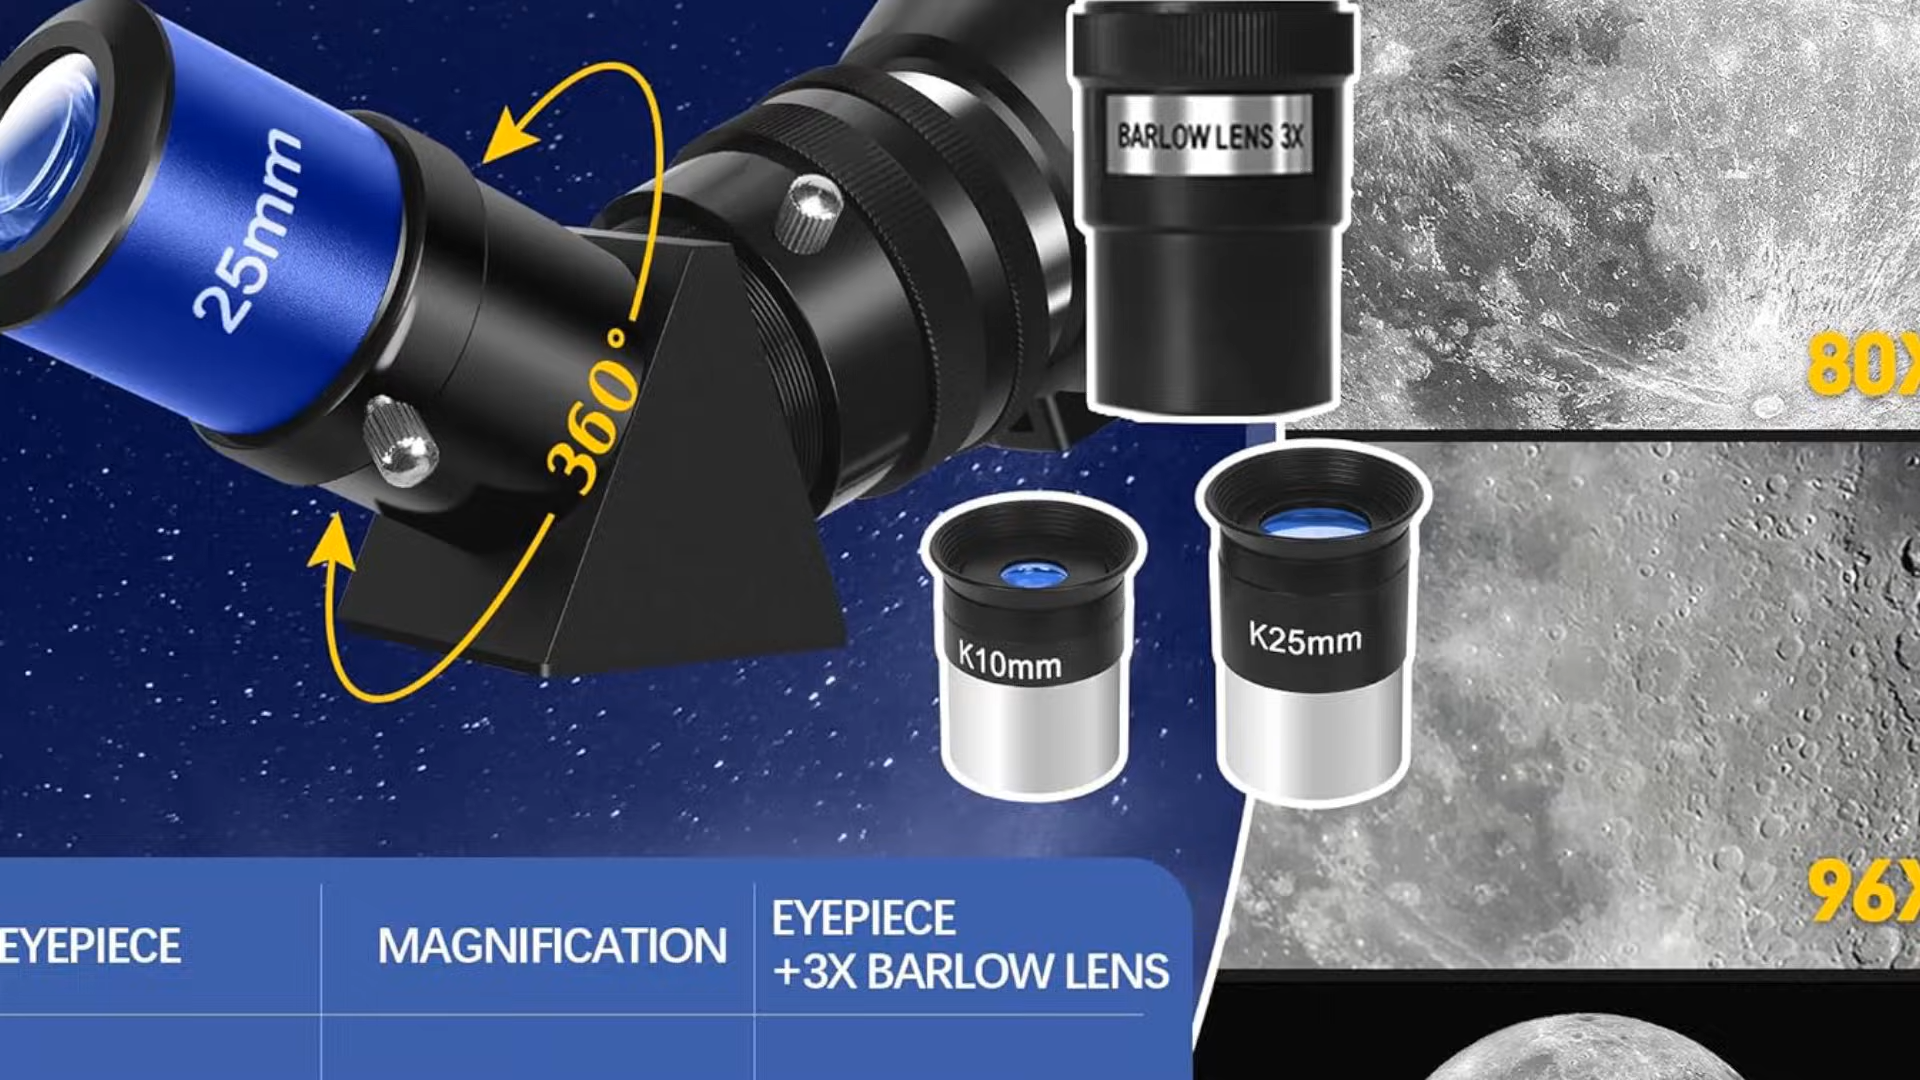 25mm
360°
BARLOW LENS 3X
80X
K10mm
K25mm
96X
EYEPIECE
MAGNIFICATION
EYEPIECE
+3X BARLOW LENS